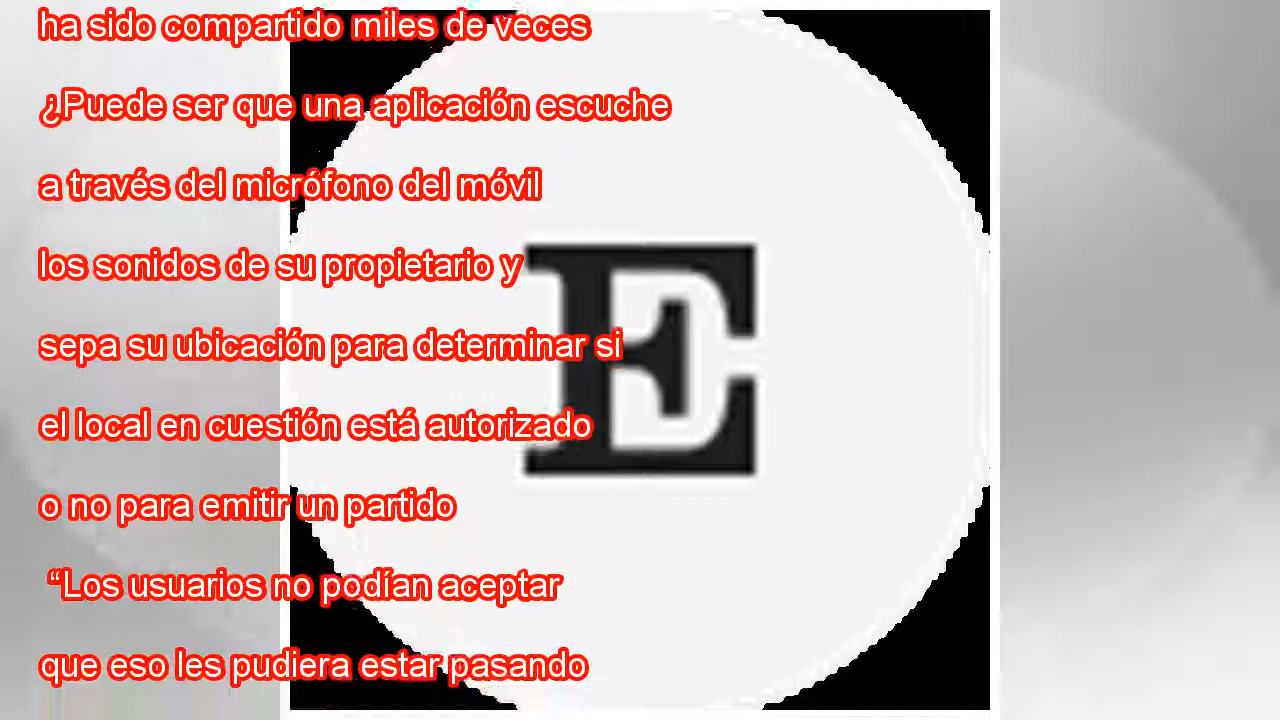 ha sido compartido miles de veces
¿Puede ser que una aplicación escuche
a través del micrófono del móvil
los sonidos de su propietario y
E
sepa su ubicación para determinar si
el local en cuestión está autorizado
o no para emitir un partido
“Los usuarios no podían aceptar
que eso les pudiera estar pasando